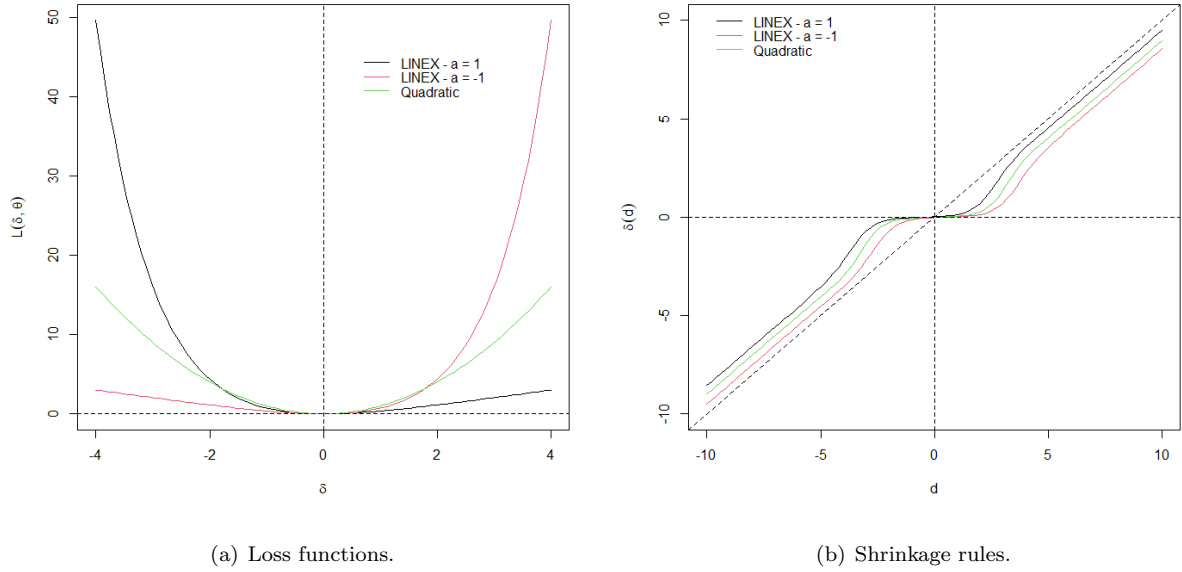 50
40
30
20
10
0
L(δ, θ)
LINEX - a = 1
LINEX - a = -1
Quadratic
-4
-2
0
2
4
δ
(a) Loss functions.
10
5
0
-5
-10
δ(d)
LINEX - a = 1
LINEX - a = -1
Quadratic
-10
-5
0
5
10
d
(b) Shrinkage rules.